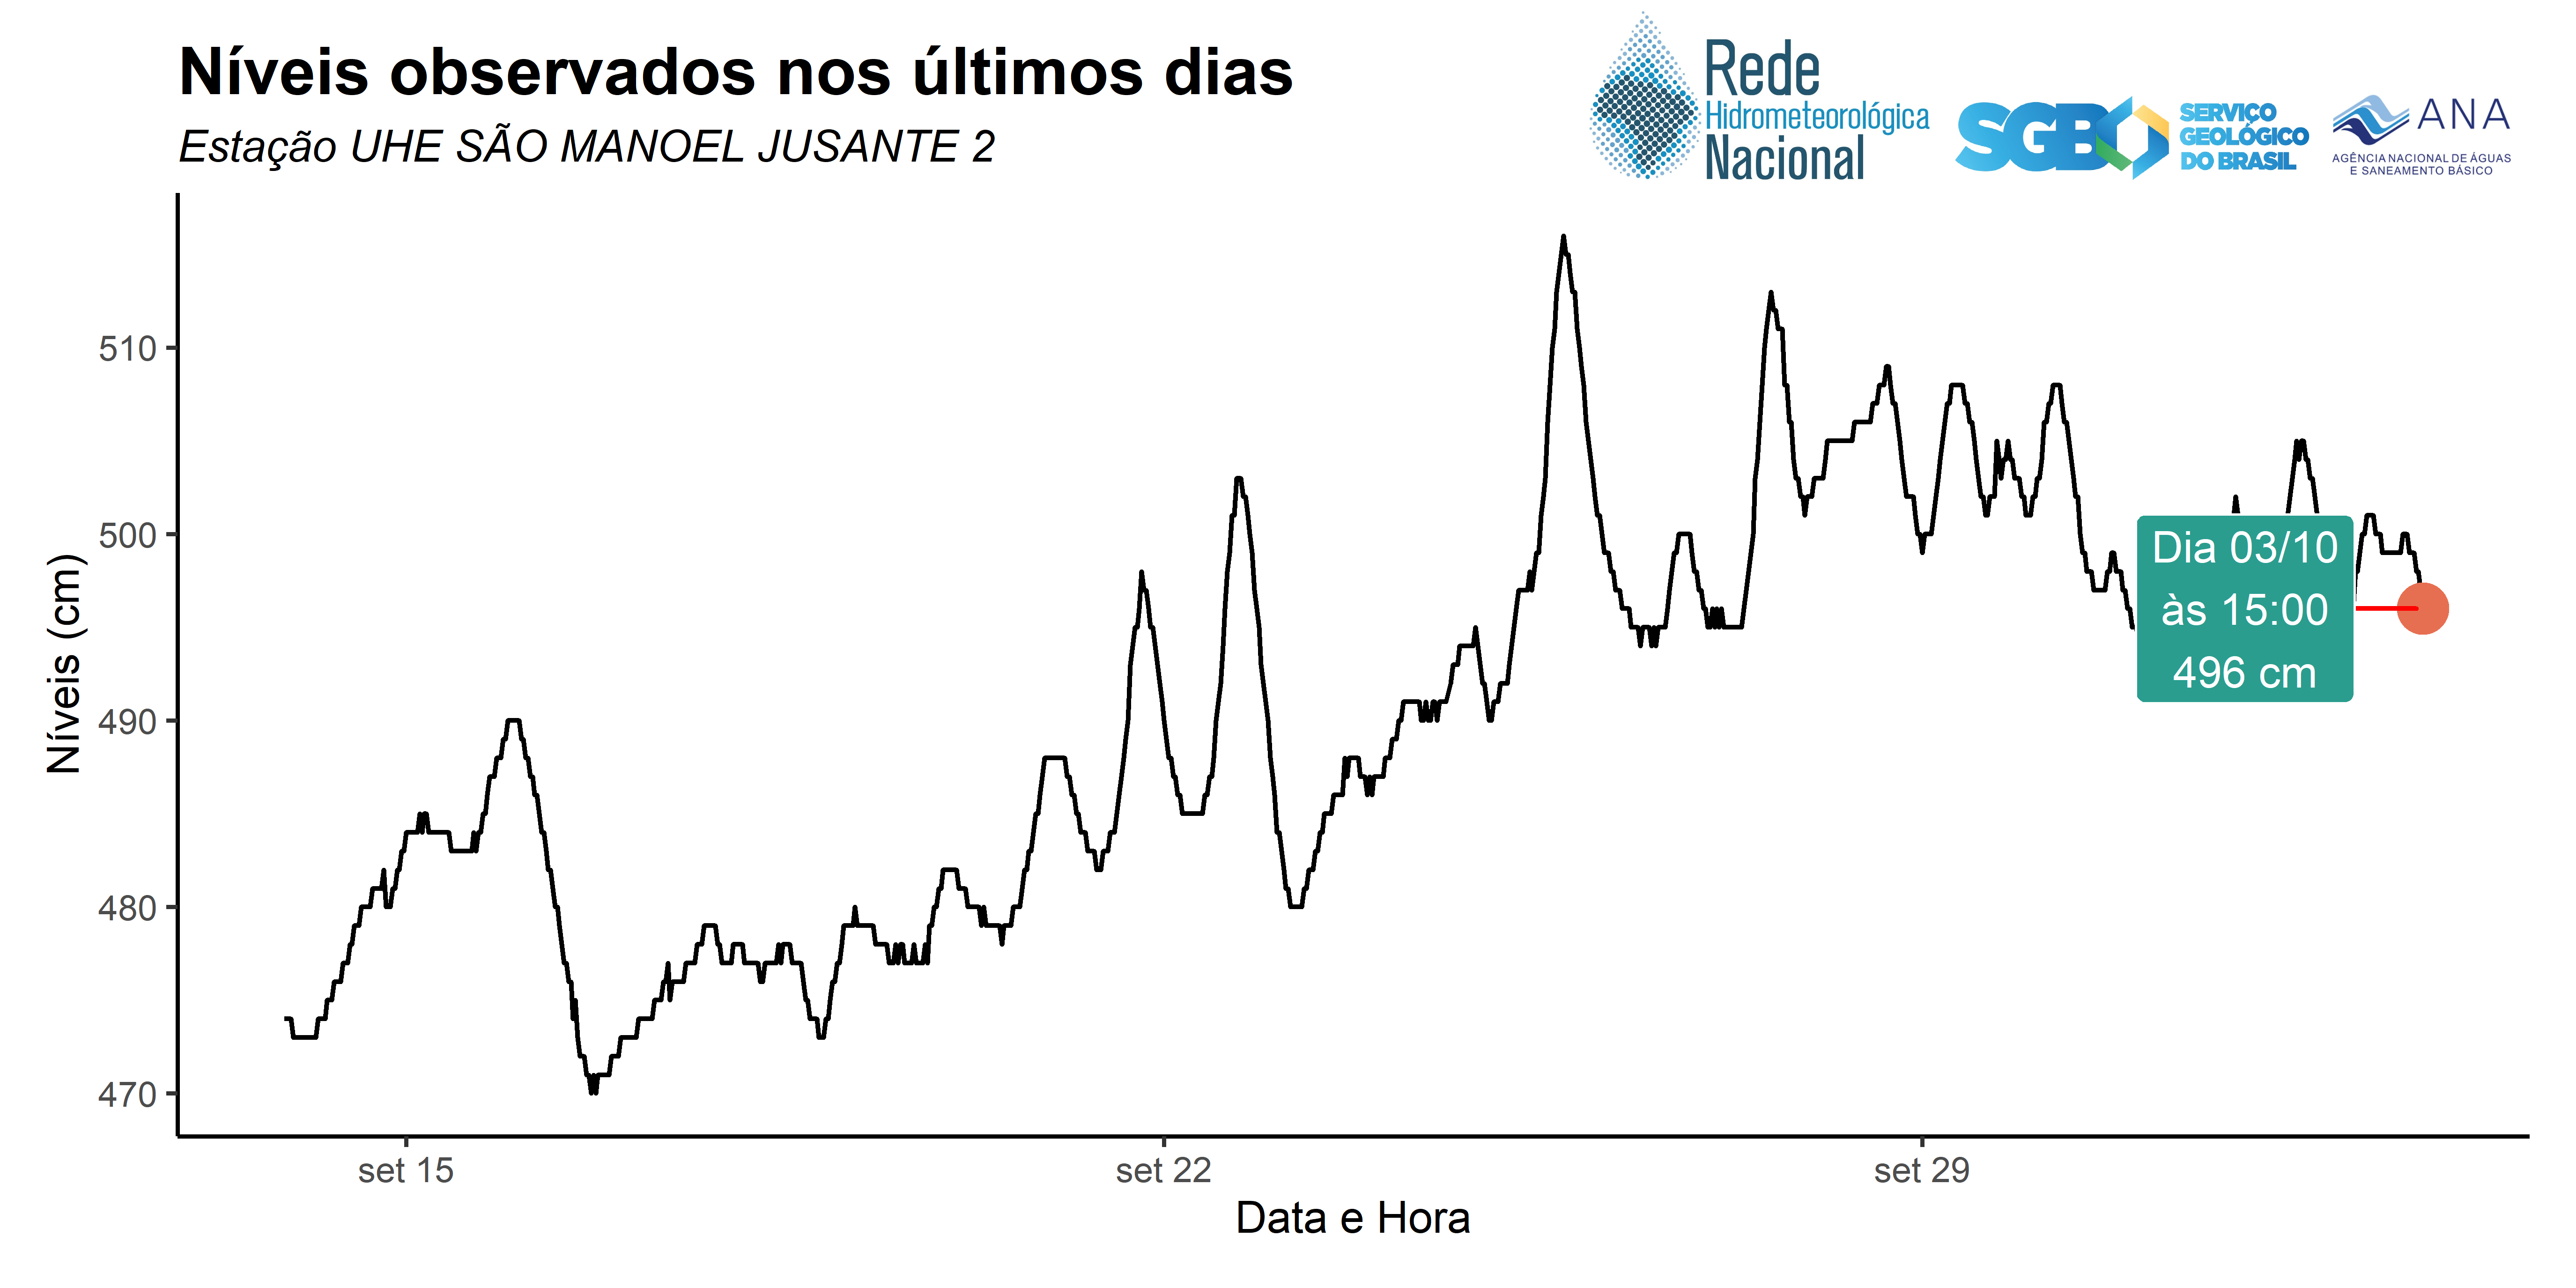 Níveis observados nos últimos dias
Estação UHE SÃO MANOEL JUSANTE 2
Rede
Hidrometeorológica
Nacional
SGB
SERVIÇO
GEOLÓGICO
DO BRASIL
ANA
AGÊNCIA NACIONAL DE ÁGUAS
E SANEAMENTO BÁSICO
Níveis (cm)
510
500
490
480
470
Dia 03/10
às 15:00
496 cm
set 15
set 22
set 29
Data e Hora